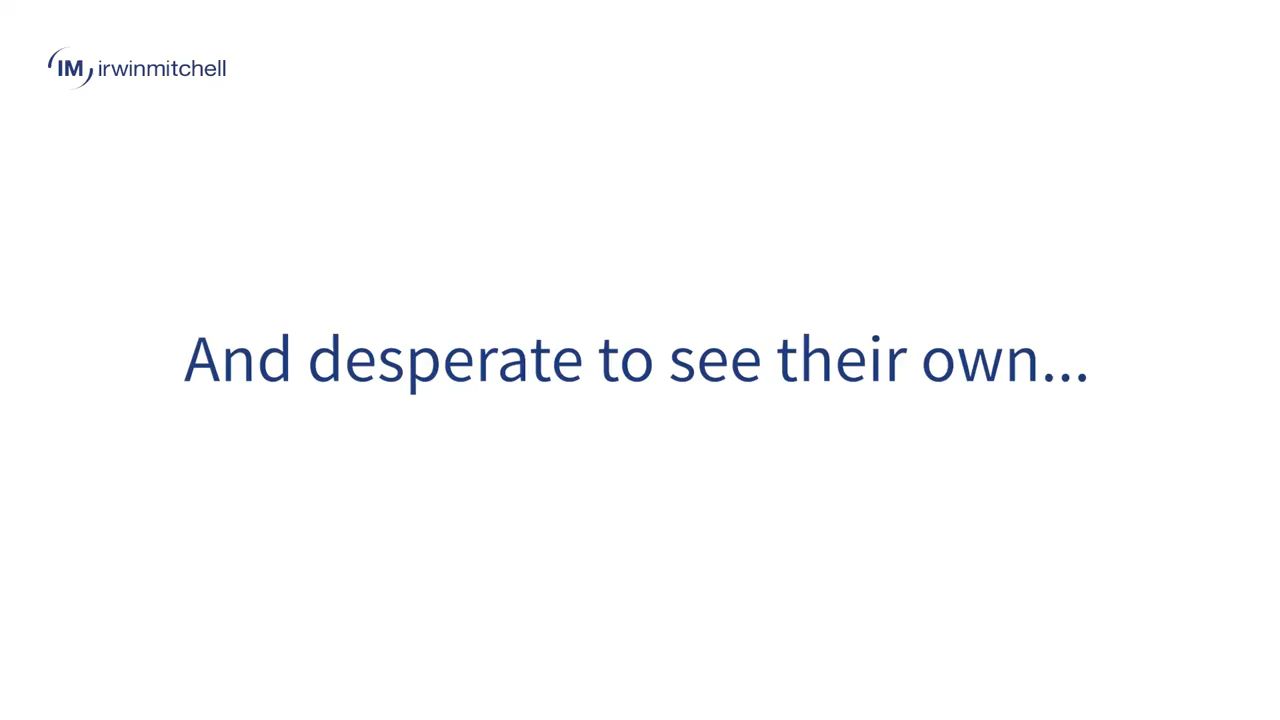 IM irwinmitchell
And desperate to see their own...